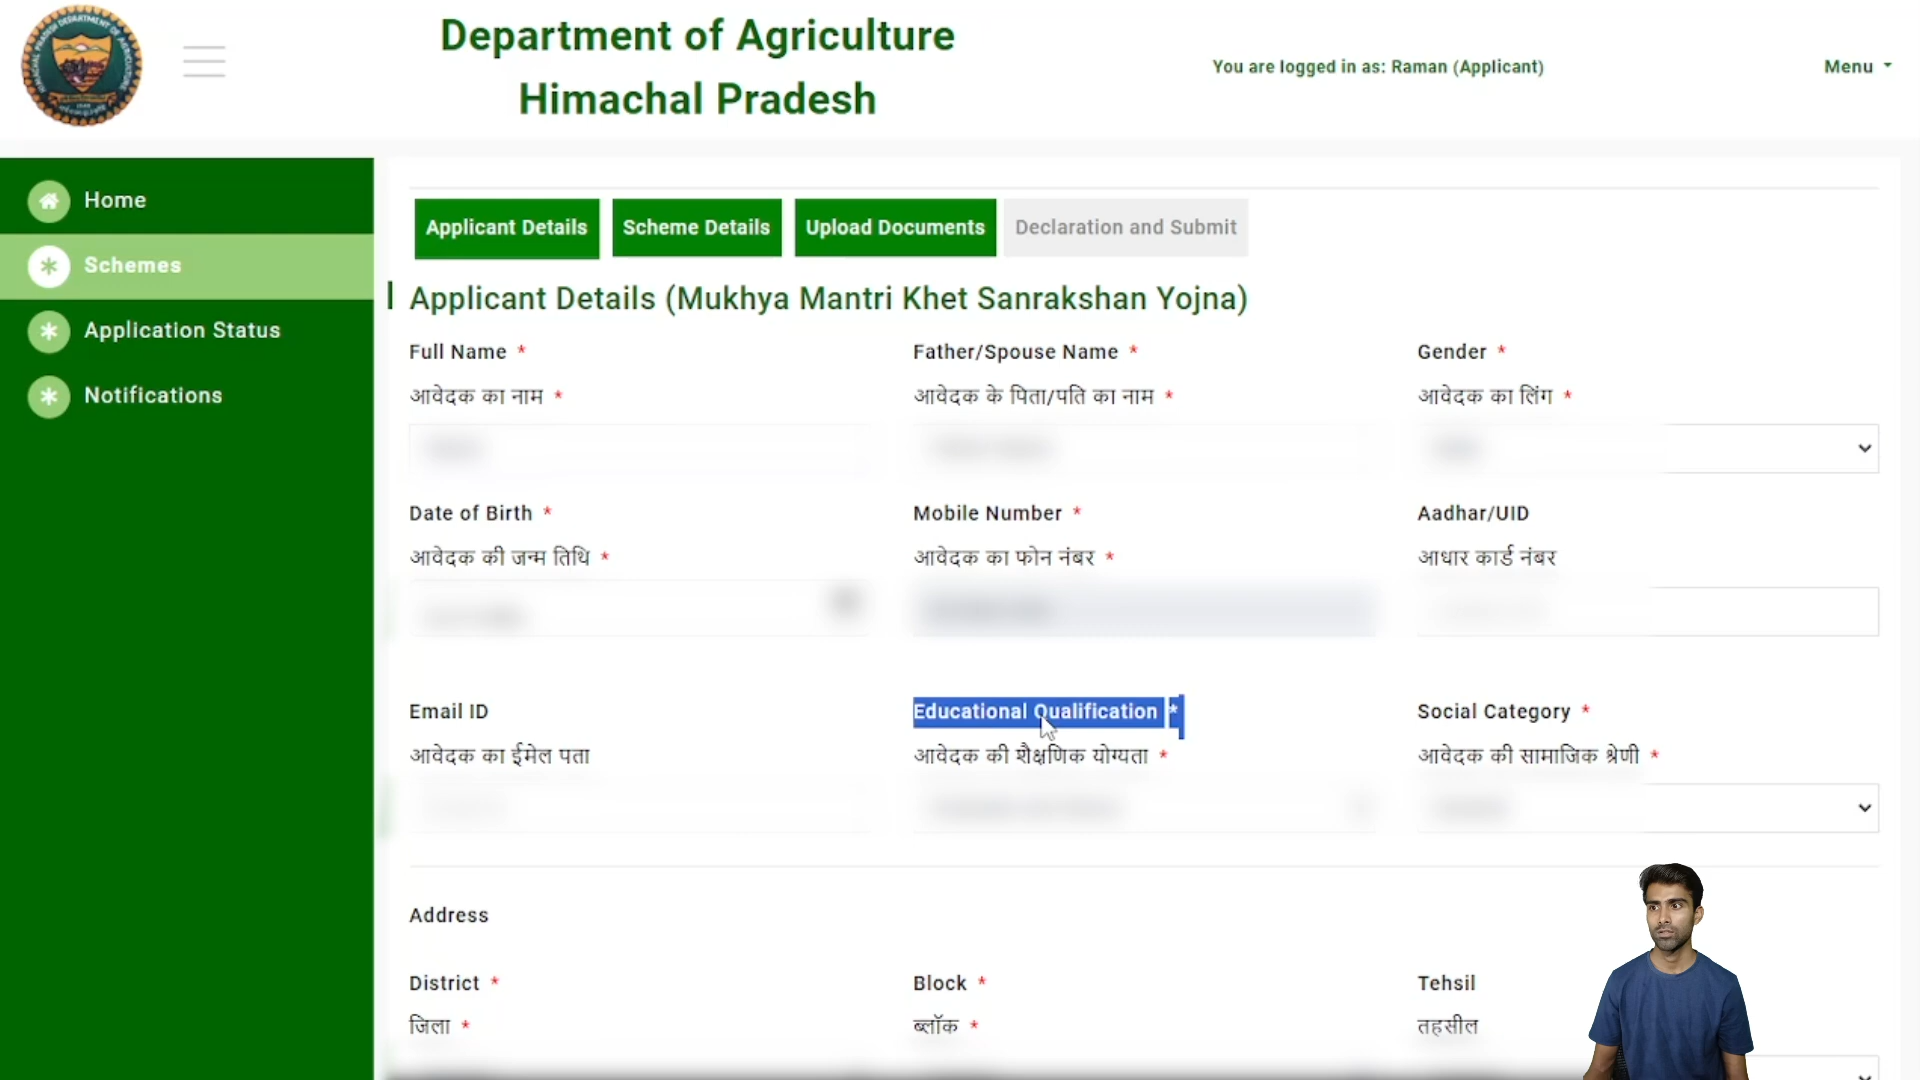 Department of Agriculture
Himachal Pradesh
You are logged in as: Raman (Applicant)
Menu
Home
Schemes
Application Status
Notifications
Applicant Details
Scheme Details
Upload Documents
Declaration and Submit
Applicant Details (Mukhya Mantri Khet Sanrakshan Yojna)
Full Name *
Father/Spouse Name *
Gender *
आवेदक का नाम *
आवेदक के पिता/पति का नाम *
आवेदक का लिंग *
Date of Birth *
Mobile Number *
Aadhar/UID
आवेदक की जन्म तिथि *
आवेदक का फोन नंबर *
आधार कार्ड नंबर
Email ID
Educational Qualification *
Social Category *
आवेदक का ईमेल पता
आवेदक की शैक्षणिक योग्यता *
आवेदक की सामाजिक श्रेणी *
Address
District *
Block *
Tehsil
जिला *
ब्लॉक *
तहसील